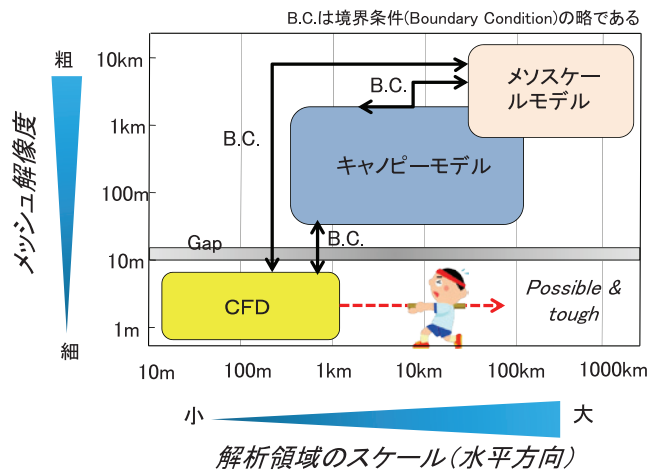 B.C.は境界条件(Boundary Condition)の略である
粗
10km
メソスケー
ルモデル
B.C.
1km
B.C.
キャノピーモデル
メッシュ解像度
100m
Gap
B.C.
10m
CFD
Possible &
tough
1m
細
10m
100m
1km
10km
100km
1000km
小
大
解析領域のスケール(水平方向)